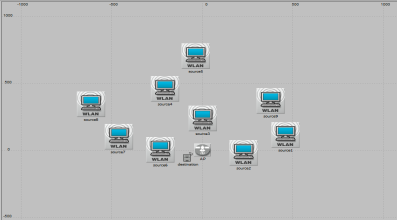 -1000 -500 0 500 1000
1000
WLAN
source5
500
WLAN
source4
WLAN
WLAN
source8
source9
WLAN
source3
WLAN
WLAN
source7
source1
0
WLAN
WLAN
source6
destination
source2
-500